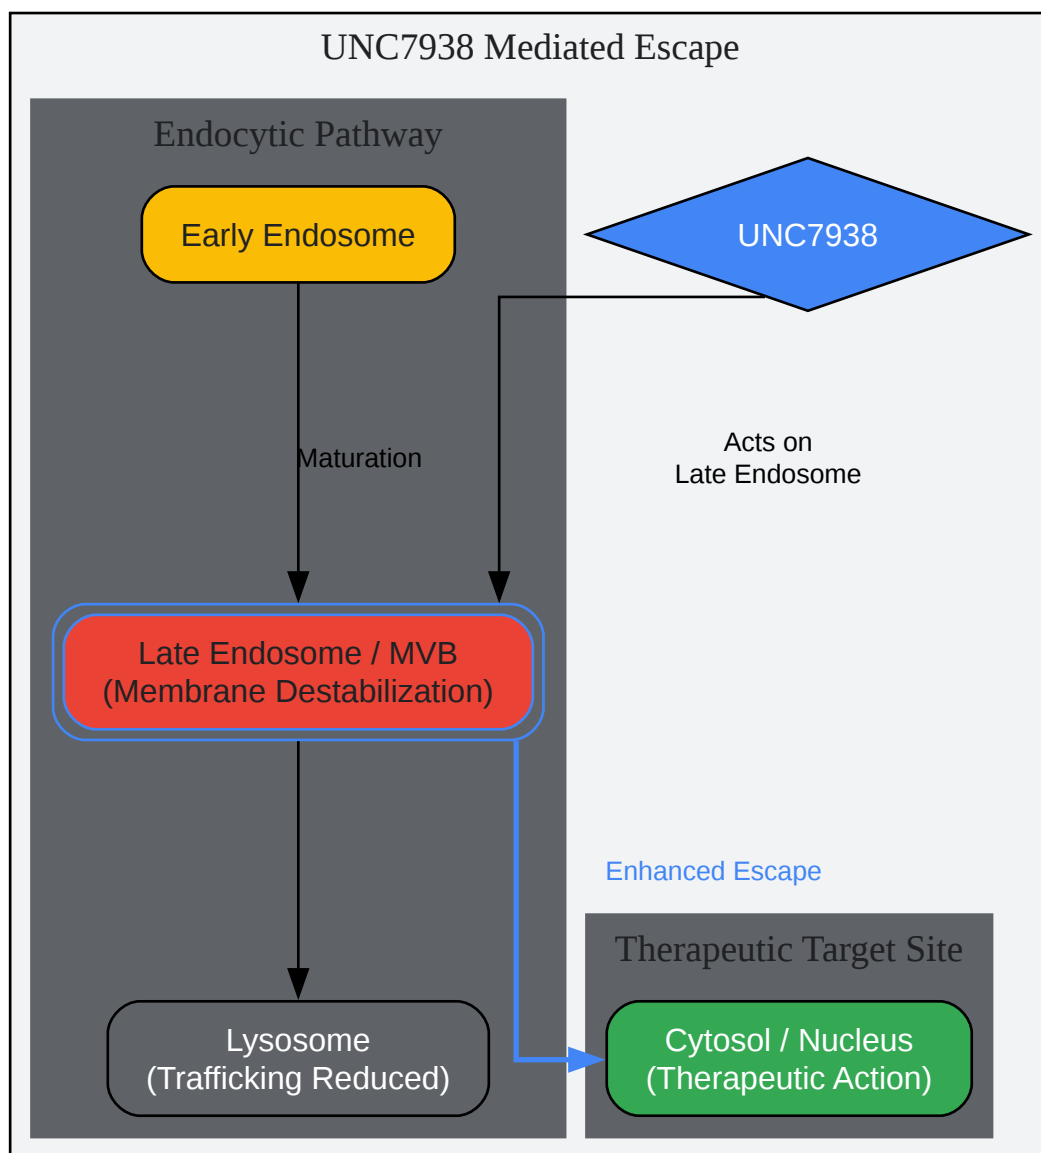 UNC7938 Mediated Escape
Endocytic Pathway
Early Endosome
UNC7938
Maturation
Acts on
Late Endosome
Late Endosome / MVB
(Membrane Destabilization)
Enhanced Escape
Therapeutic Target Site
Lysosome
(Trafficking Reduced)
Cytosol / Nucleus
(Therapeutic Action)